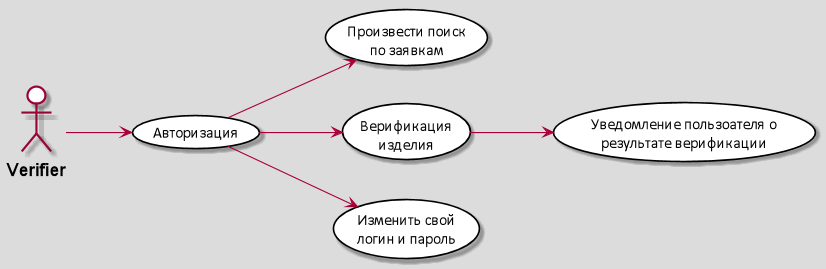 Произвести поиск
по заявкам
Verifier
Авторизация
Верификация
изделия
Уведомление пользоателя о
результате верификации
Изменить свой
логин и пароль